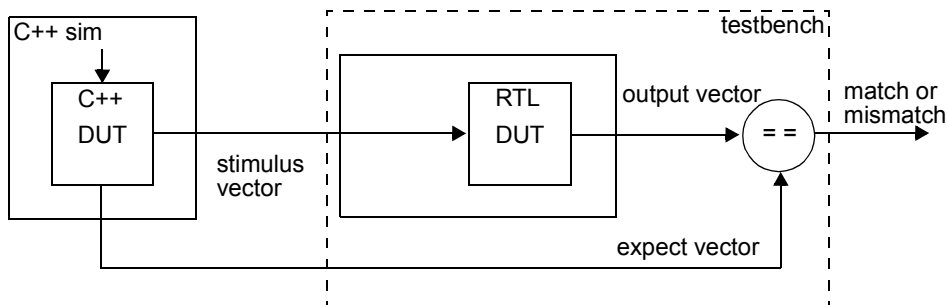 C++ sim
testbench
C++
DUT
RTL
DUT
output vector
= =
match or
mismatch
stimulus
vector
expect vector